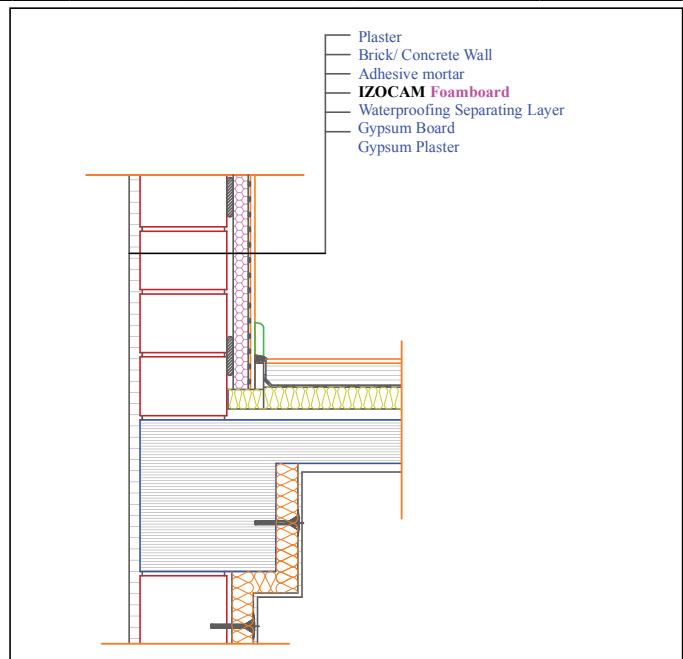 Plaster
Brick/ Concrete Wall
Adhesive mortar
IZOCAM Foamboard
Waterproofing Separating Layer
Gypsum Board
Gypsum Plaster